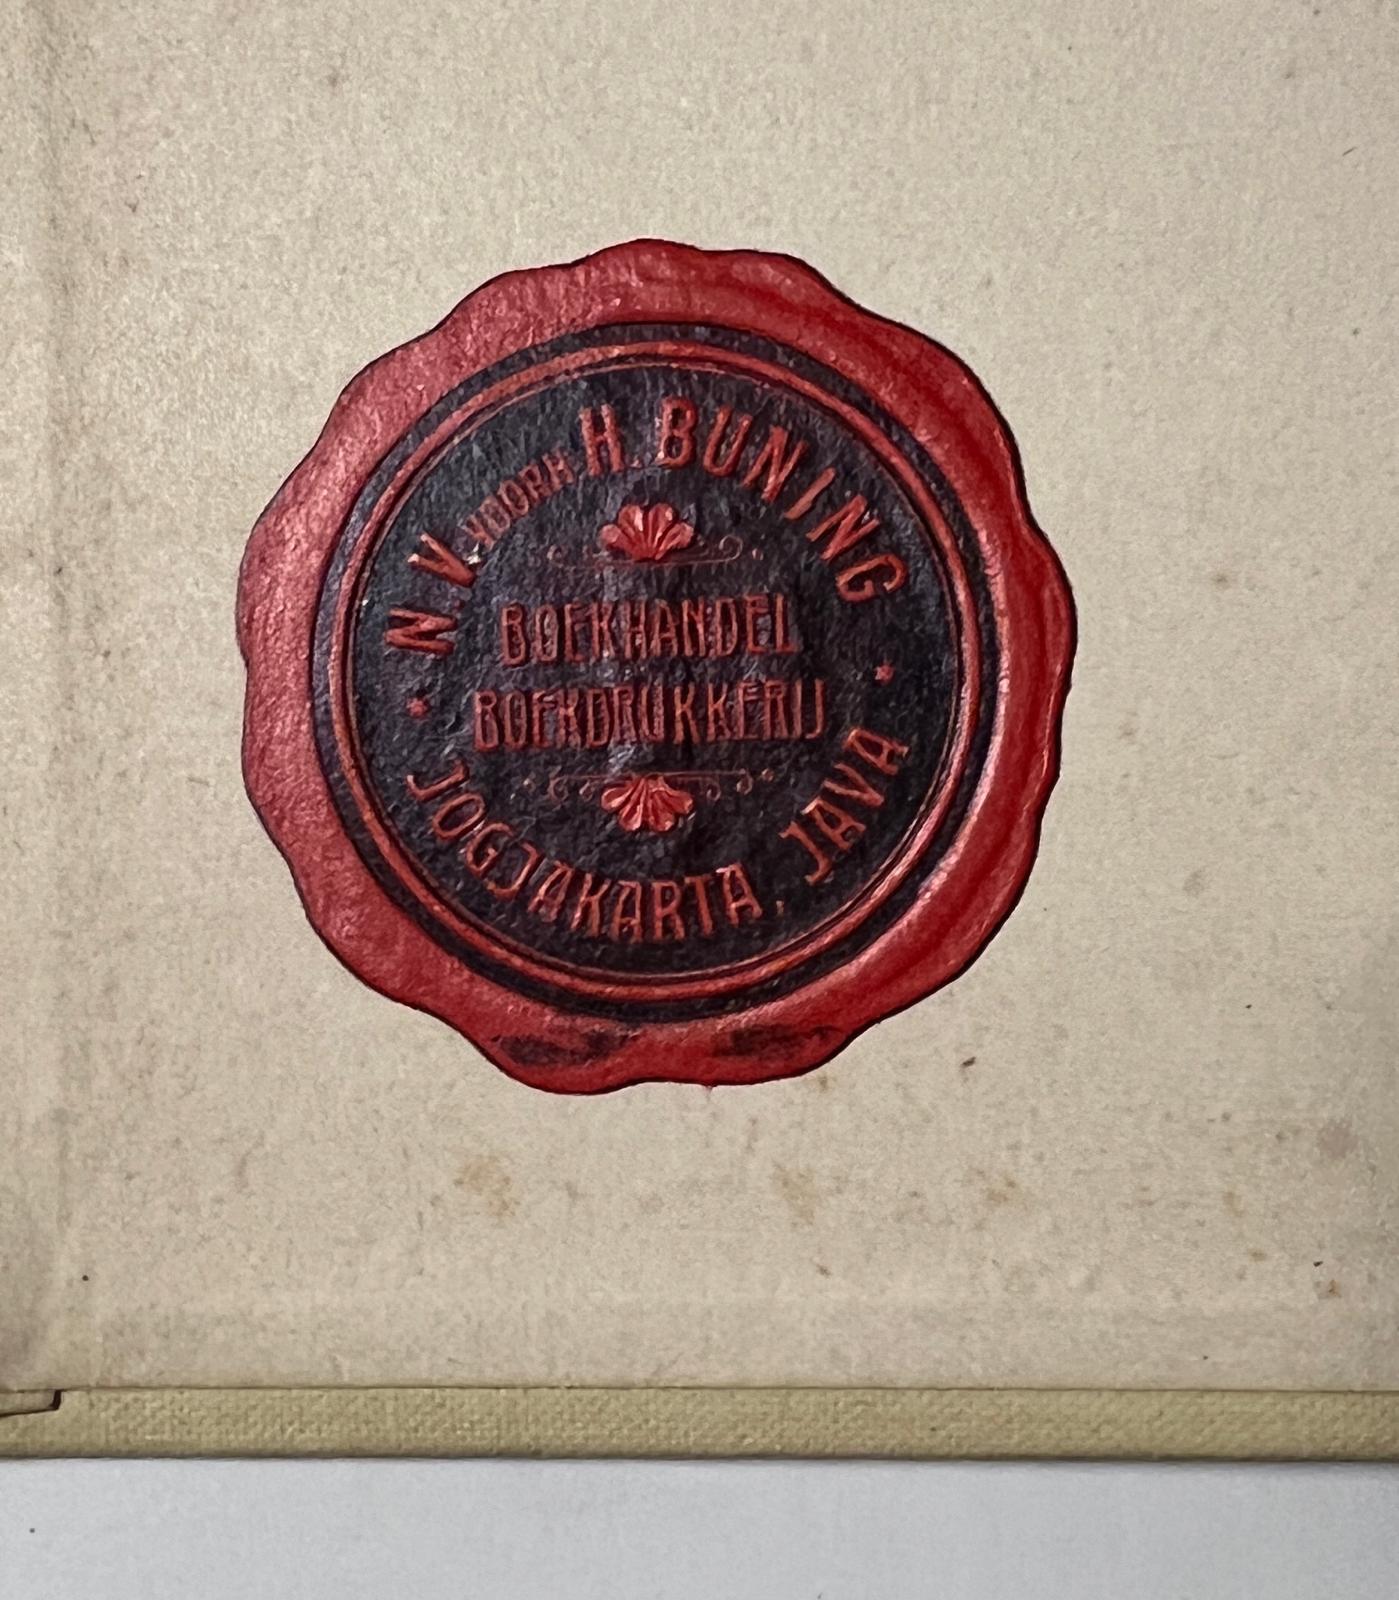 N.V. VOORH H. BUNING
BOEKHANDEL
BOEKDRUKKERIJ
JOGJAKARTA, JAVA